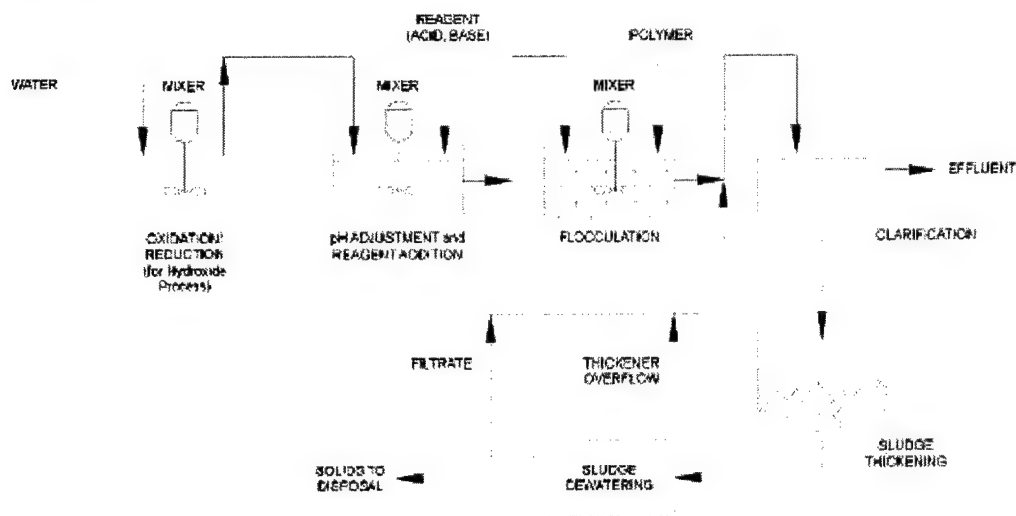 REAGENT
(ACID, BASE)
POLYMER
WATER
MIXER
MIXER
MIXER
EFFLUENT
OXIDATION/
REDUCTION
(for Hydroxide
Process)
pH ADJUSTMENT and
REAGENT ADDITION
FLOCCULATION
CLARIFICATION
FILTRATE
THICKENER
OVERFLOW
SLUDGE
THICKENING
SOLIDS TO
DISPOSAL
SLUDGE
DEWATERING